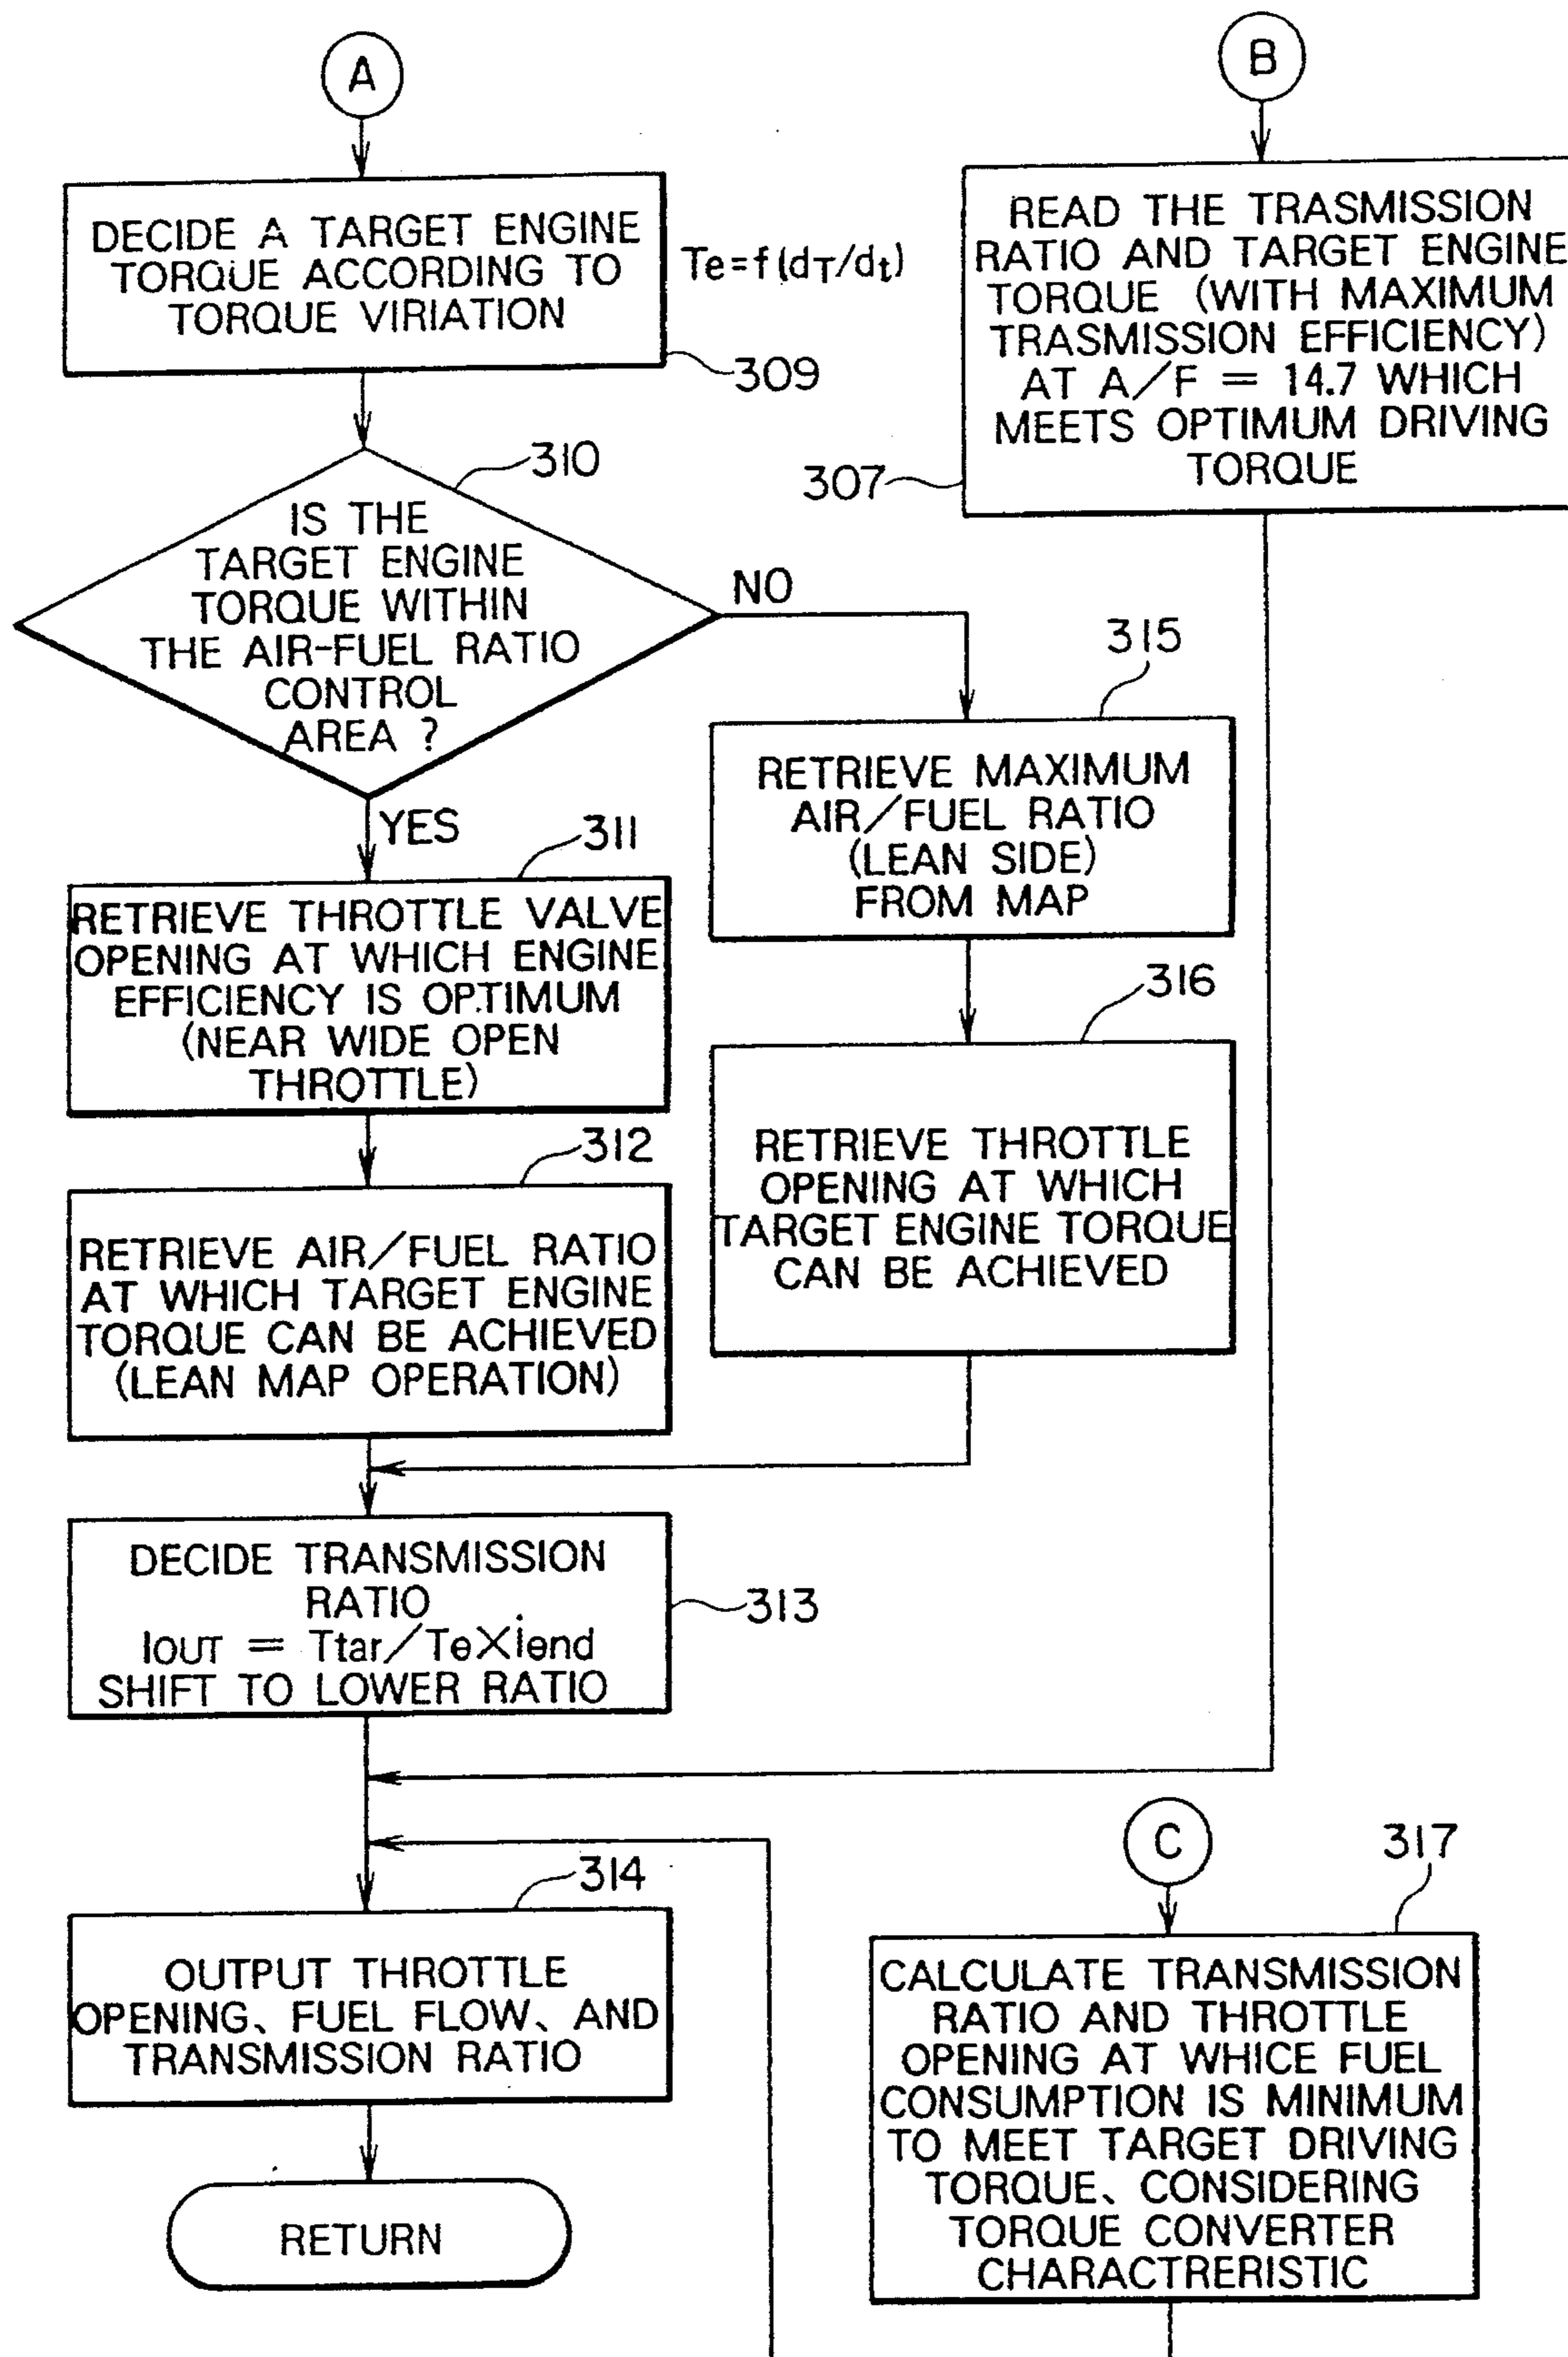 A
DECIDE A TARGET ENGINE
TORQUE ACCORDING TO
TORQUE VIRIATION
Te=f(dT/dt)
309
310
IS THE
TARGET ENGINE
TORQUE WITHIN
THE AIR-FUEL RATIO
CONTROL
AREA ?
NO
YES
311
RETRIEVE THROTTLE VALVE
OPENING AT WHICH ENGINE
EFFICIENCY IS OPTIMUM
(NEAR WIDE OPEN
THROTTLE)
312
RETRIEVE AIR/FUEL RATIO
AT WHICH TARGET ENGINE
TORQUE CAN BE ACHIEVED
(LEAN MAP OPERATION)
315
RETRIEVE MAXIMUM
AIR/FUEL RATIO
(LEAN SIDE)
FROM MAP
316
RETRIEVE THROTTLE
OPENING AT WHICH
TARGET ENGINE TORQUE
CAN BE ACHIEVED
DECIDE TRANSMISSION
RATIO
IOUT = Ttar/Te×iend
SHIFT TO LOWER RATIO
313
B
READ THE TRASMISSION
RATIO AND TARGET ENGINE
TORQUE (WITH MAXIMUM
TRASMISSION EFFICIENCY)
AT A/F = 14.7 WHICH
MEETS OPTIMUM DRIVING
TORQUE
307
314
OUTPUT THROTTLE
OPENING、FUEL FLOW、AND
TRANSMISSION RATIO
RETURN
C
317
CALCULATE TRANSMISSION
RATIO AND THROTTLE
OPENING AT WHICE FUEL
CONSUMPTION IS MINIMUM
TO MEET TARGET DRIVING
TORQUE、CONSIDERING
TORQUE CONVERTER
CHARACTRERISTIC